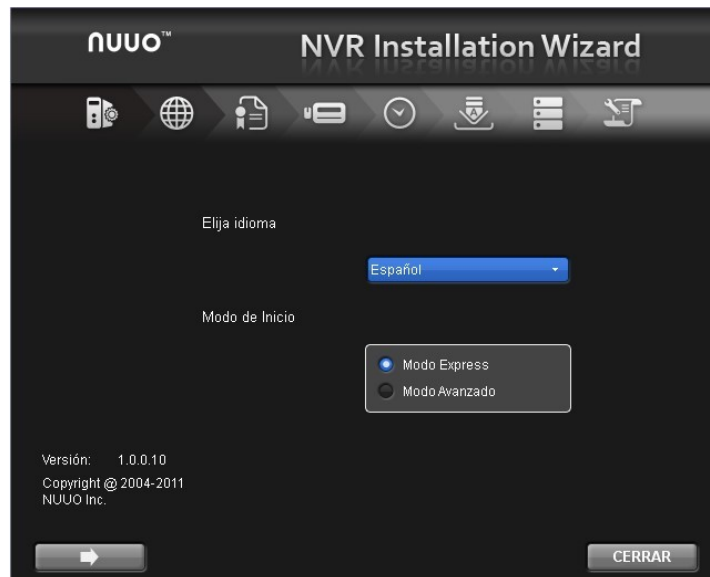 nuuo™
NVR Installation Wizard
Elija idioma
Español
Modo de Inicio
Modo Express
Modo Avanzado
Versión: 1.0.0.10
Copyright @ 2004-2011
NUUO Inc.
CERRAR